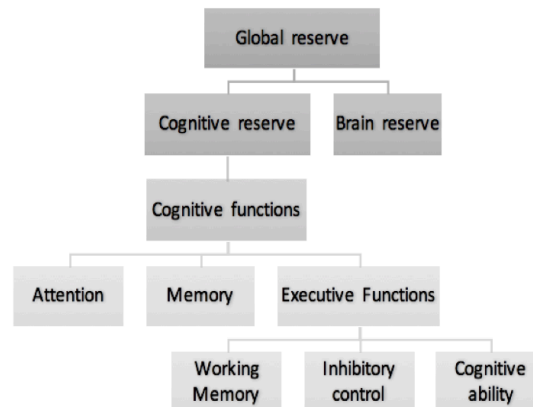 Global reserve
Cognitive reserve
Brain reserve
Cognitive functions
Attention
Memory
Executive Functions
Working
Memory
Inhibitory
control
Cognitive
ability